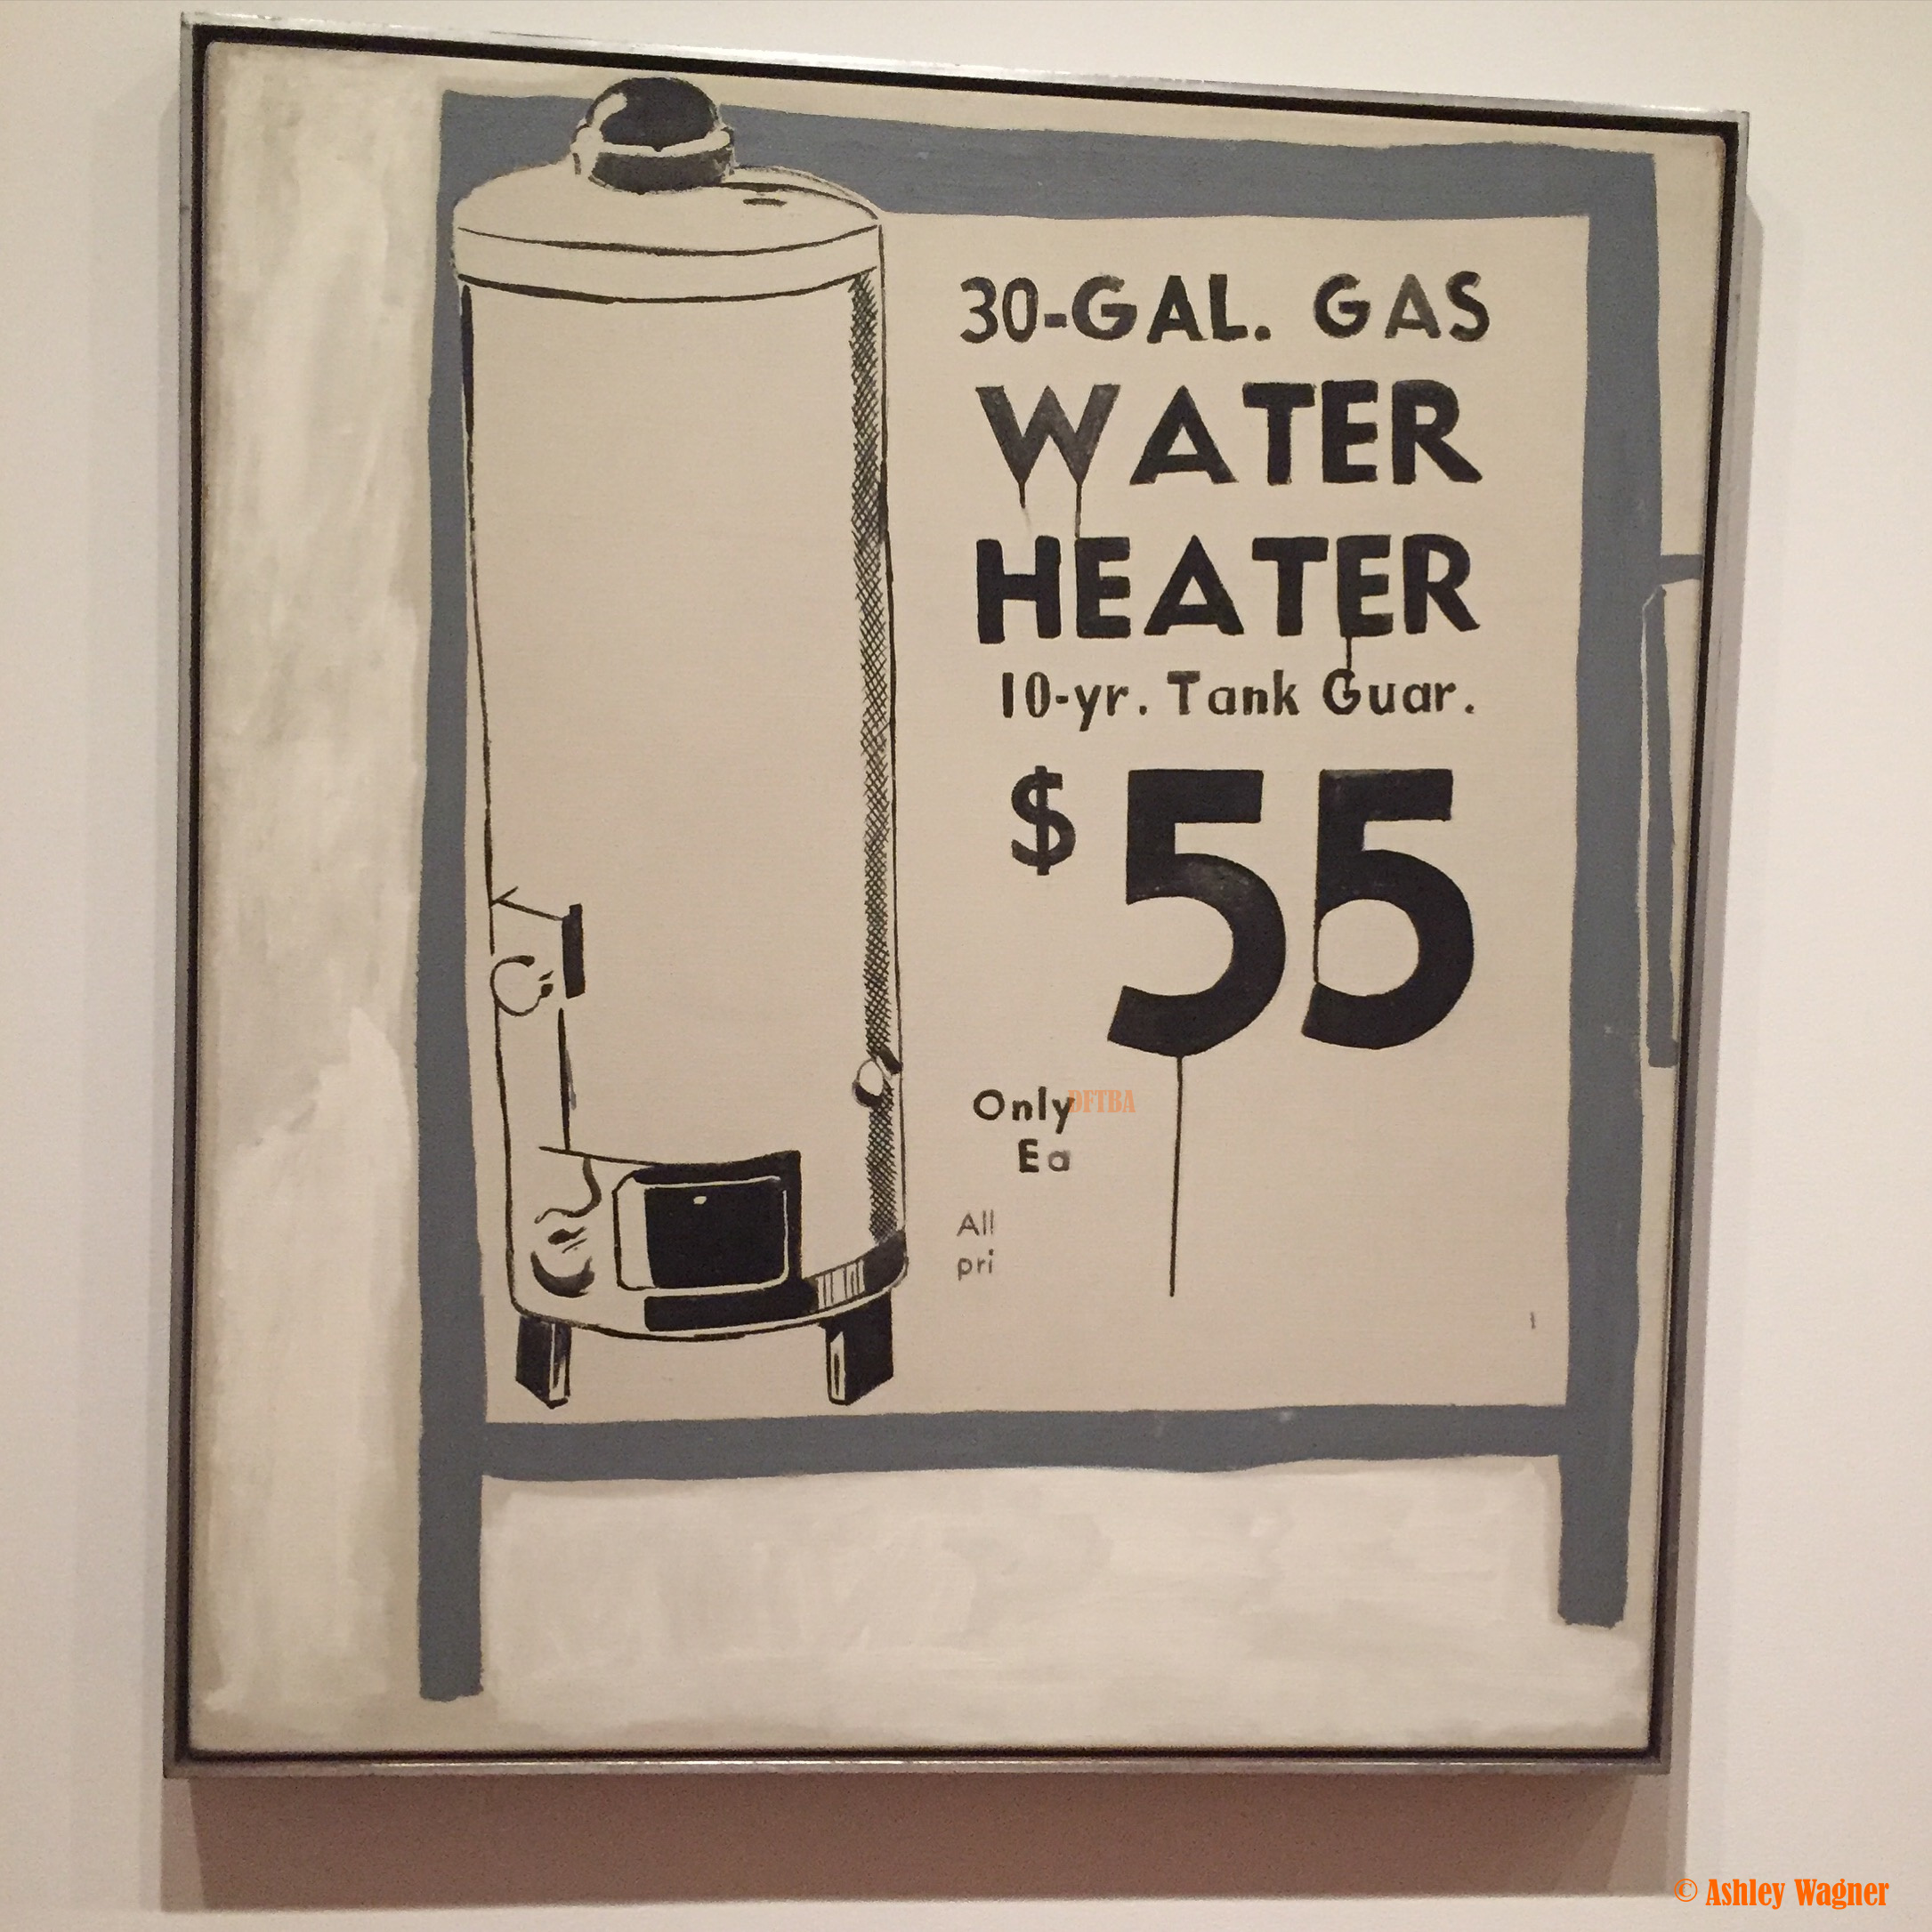 30-GAL. GAS
WATER
HEATER
10-yr. Tank Guar.
$55
Only DFTBA
Ea
All
pri
© Ashley Wagner